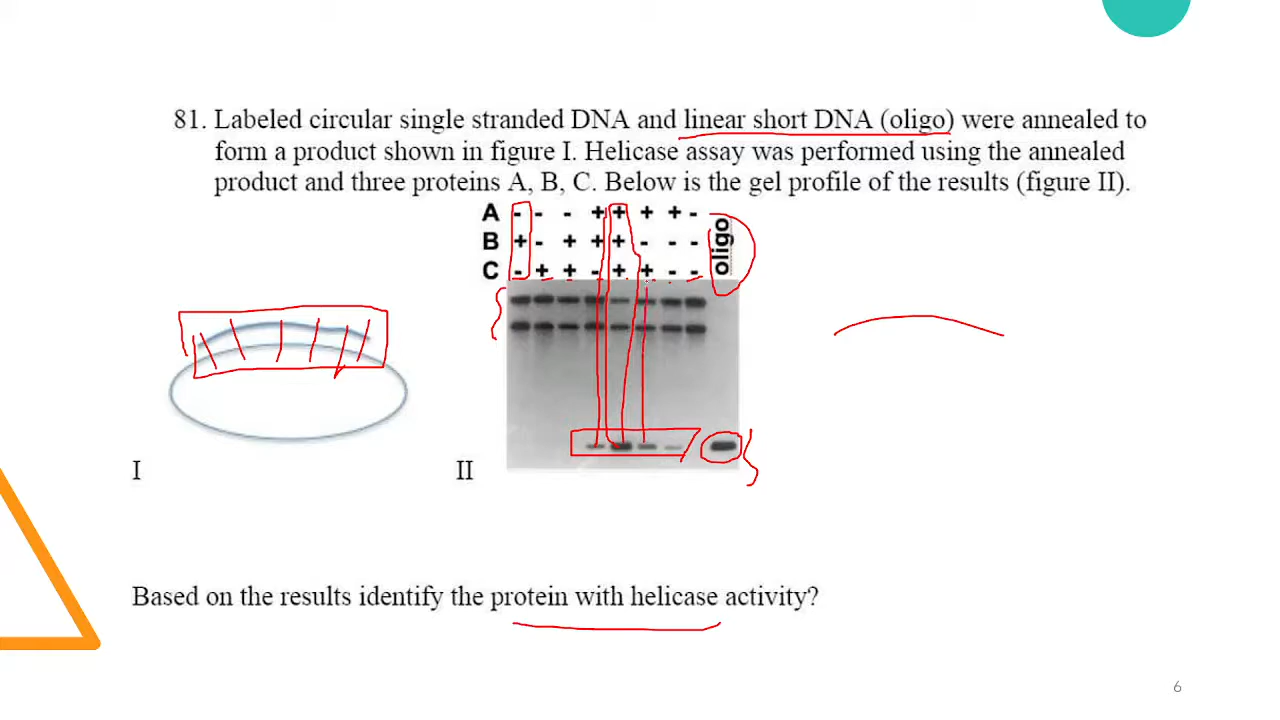 81. Labeled circular single stranded DNA and linear short DNA (oligo) were annealed to
form a product shown in figure I. Helicase assay was performed using the annealed
product and three proteins A, B, C. Below is the gel profile of the results (figure II).
A - - - + + + + - oligo
B + - + + + - - -
C - + + - + + - -
I
II
Based on the results identify the protein with helicase activity?
6